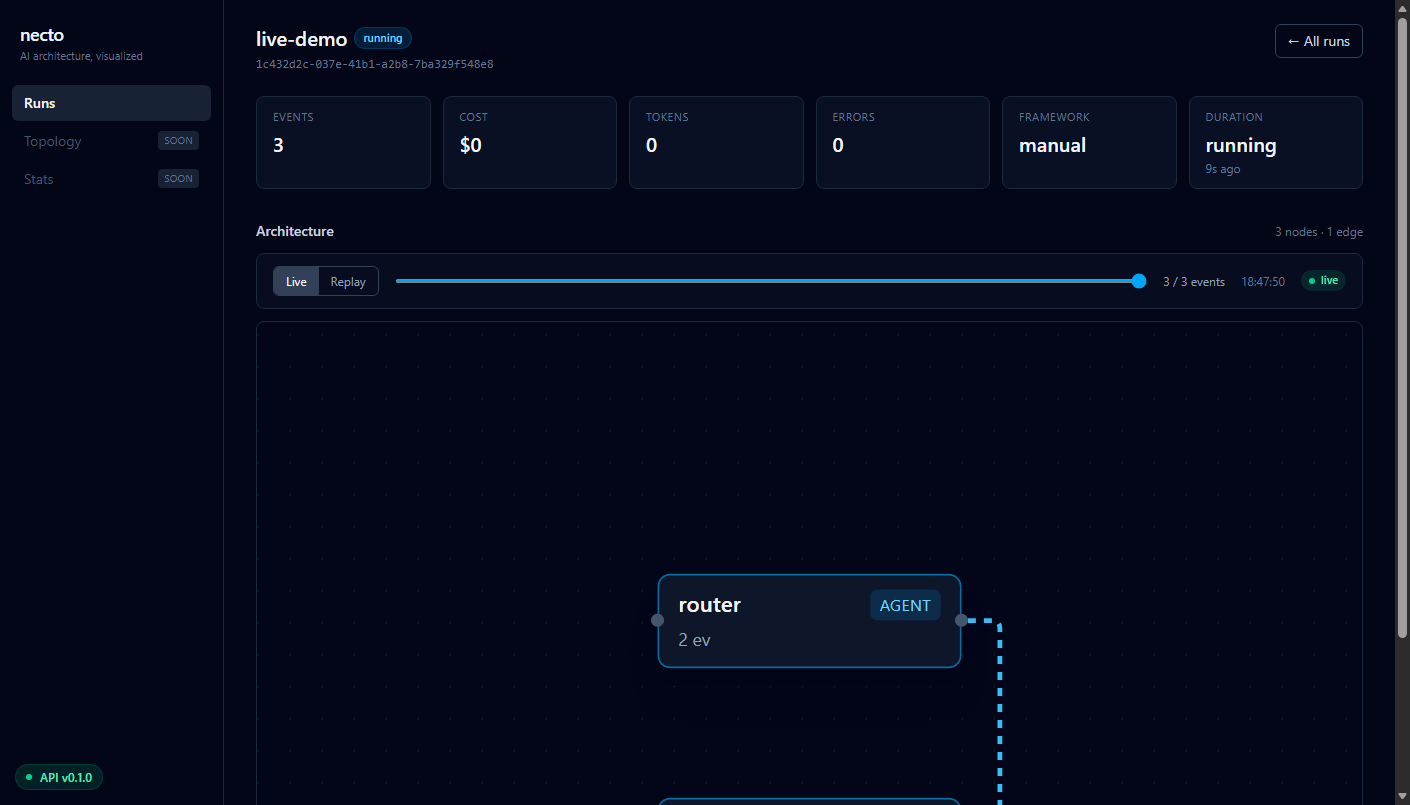 necto
AI architecture, visualized
Runs
Topology SOON
Stats SOON
API v0.1.0
live-demo running
1c432d2c-037e-41b1-a2b8-7ba329f548e8
← All runs
EVENTS
3
COST
$0
TOKENS
0
ERRORS
0
FRAMEWORK
manual
DURATION
running
9s ago
Architecture
3 nodes · 1 edge
Live Replay 3 / 3 events 18:47:50 live
router AGENT
2 ev